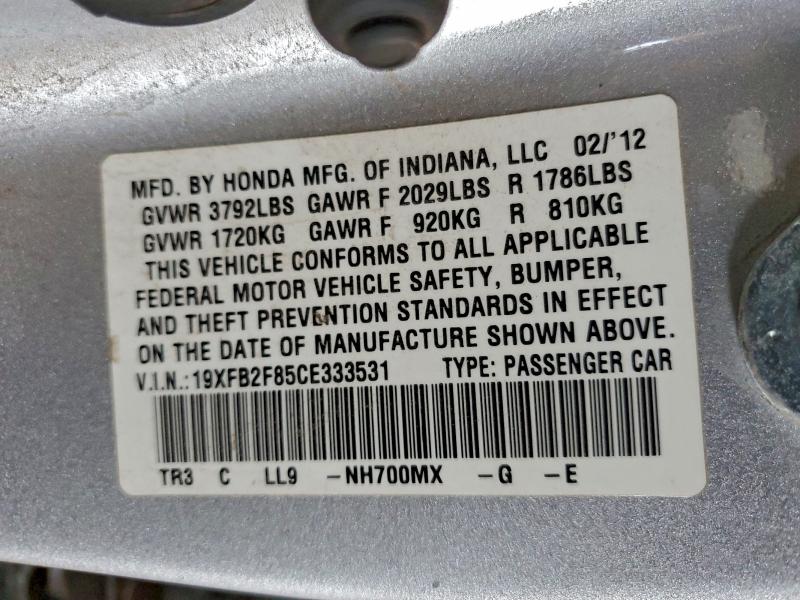 MFD. BY HONDA MFG. OF INDIANA, LLC 02/'12
GVWR 3792LBS GAWR F 2029LBS R 1786LBS
GVWR 1720KG GAWR F 920KG R 810KG
THIS VEHICLE CONFORMS TO ALL APPLICABLE
FEDERAL MOTOR VEHICLE SAFETY, BUMPER,
AND THEFT PREVENTION STANDARDS IN EFFECT
ON THE DATE OF MANUFACTURE SHOWN ABOVE.
V.I.N.: 19XFB2F85CE333531 TYPE: PASSENGER CAR
TR3 C LL9 -NH700MX -G -E